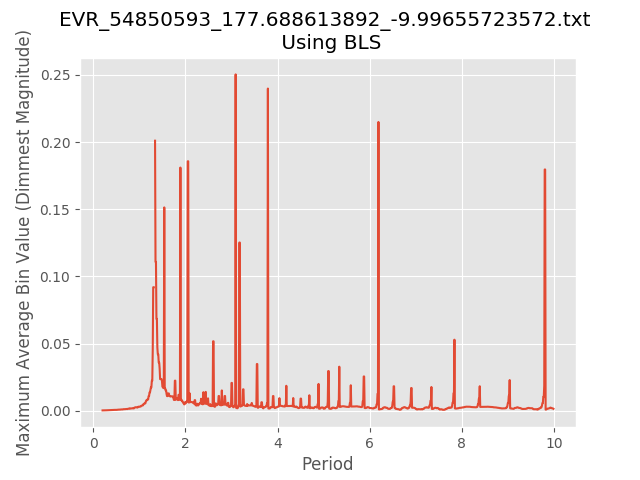 EVR_54850593_177.688613892_-9.99655723572.txt
Using BLS
Maximum Average Bin Value (Dimmest Magnitude)
0.25
0.20
0.15
0.10
0.05
0.00
0 2 4 6 8 10
Period